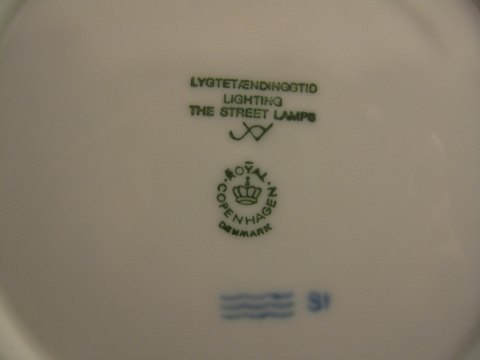 LYGTETÆNDINGSTID
LIGHTING
THE STREET LAMPS
ROYAL
COPENHAGEN
DENMARK